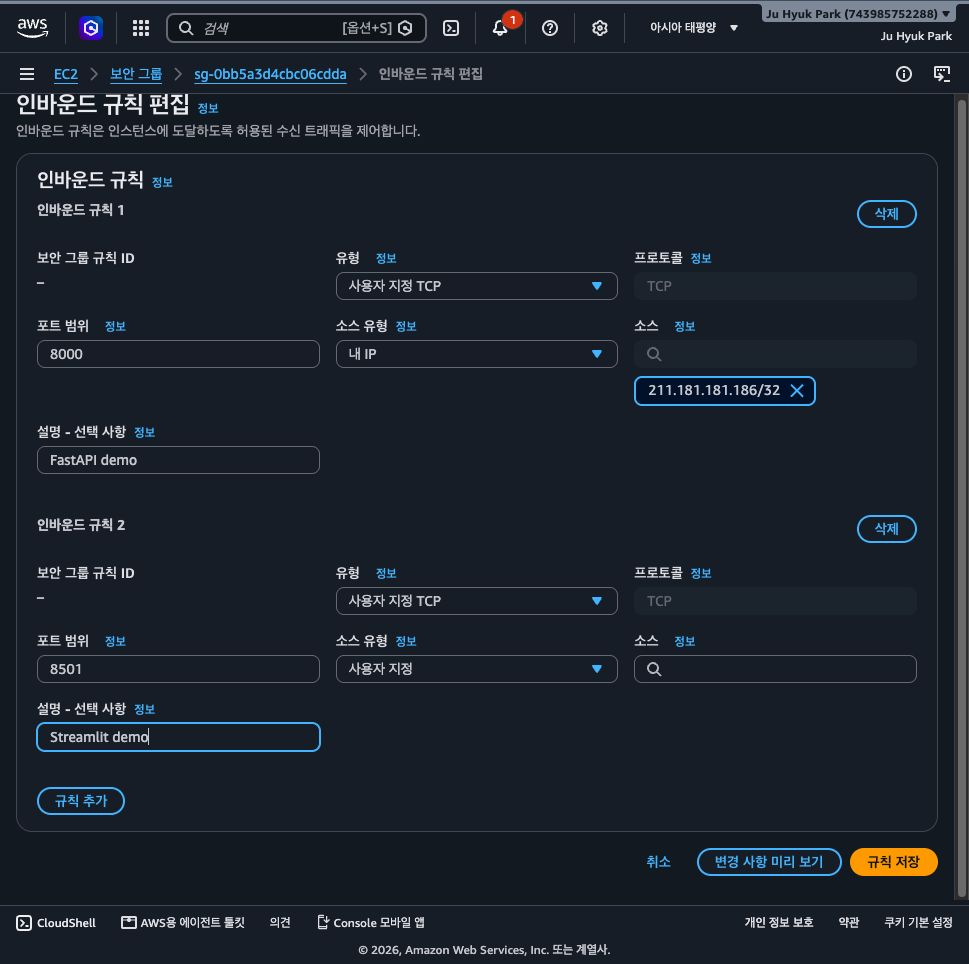 aws
검색 [옵션+S]
1
아시아 태평양
Ju Hyuk Park (743985752288)
Ju Hyuk Park
EC2 > 보안 그룹 > sg-0bb5a3d4cbc06cdda > 인바운드 규칙 편집
인바운드 규칙 편집 정보
인바운드 규칙은 인스턴스에 도달하도록 허용된 수신 트래픽을 제어합니다.
인바운드 규칙 정보
인바운드 규칙 1
삭제
보안 그룹 규칙 ID
–
유형 정보
사용자 지정 TCP
프로토콜 정보
TCP
포트 범위 정보
8000
소스 유형 정보
내 IP
소스 정보
211.181.181.186/32
설명 - 선택 사항 정보
FastAPI demo
인바운드 규칙 2
삭제
보안 그룹 규칙 ID
–
유형 정보
사용자 지정 TCP
프로토콜 정보
TCP
포트 범위 정보
8501
소스 유형 정보
사용자 지정
소스 정보
설명 - 선택 사항 정보
Streamlit demo
규칙 추가
취소
변경 사항 미리 보기
규칙 저장
CloudShell
AWS용 에이전트 툴킷
의견
Console 모바일 앱
개인 정보 보호
약관
쿠키 기본 설정
© 2026, Amazon Web Services, Inc. 또는 계열사.